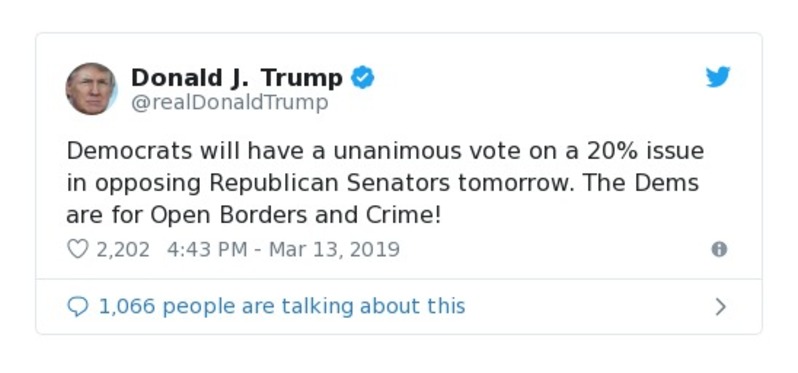 Donald J. Trump
@realDonaldTrump
Democrats will have a unanimous vote on a 20% issue
in opposing Republican Senators tomorrow. The Dems
are for Open Borders and Crime!
2,202 4:43 PM - Mar 13, 2019
1,066 people are talking about this